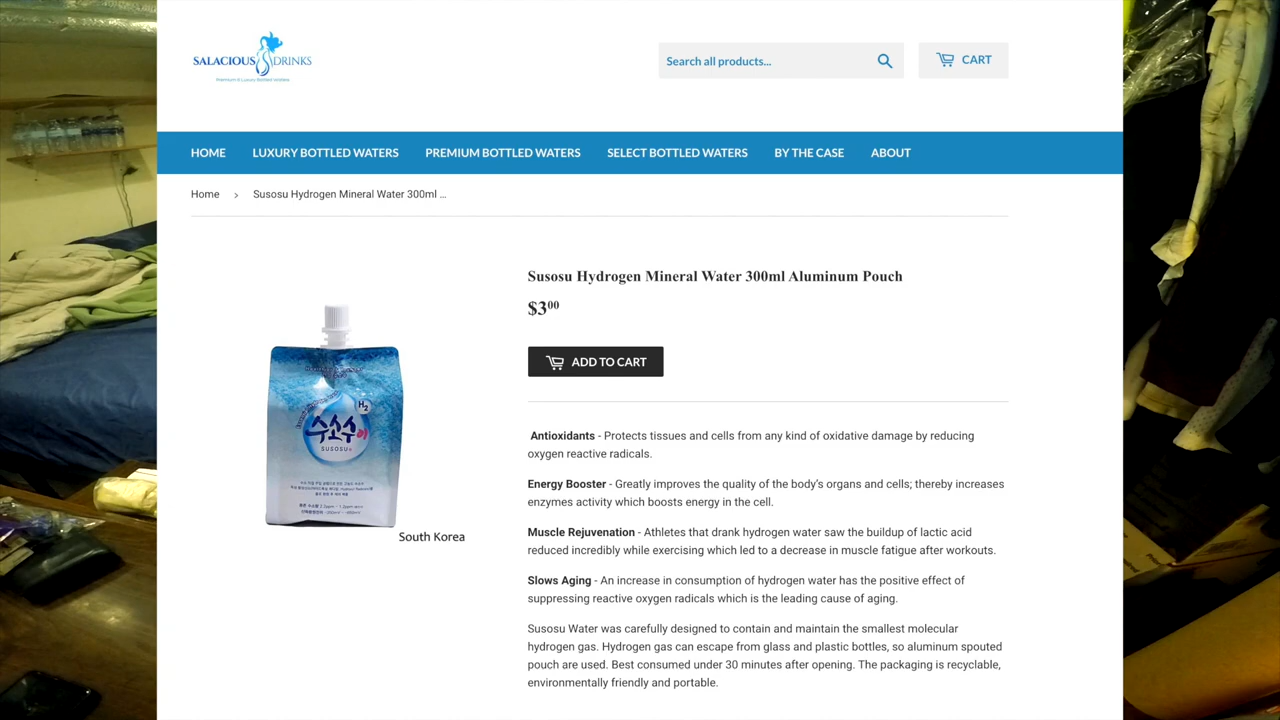 SALACIOUS DRINKS
Search all products...
CART
HOME
LUXURY BOTTLED WATERS
PREMIUM BOTTLED WATERS
SELECT BOTTLED WATERS
BY THE CASE
ABOUT
Home › Susosu Hydrogen Mineral Water 300ml ...
Susosu Hydrogen Mineral Water 300ml Aluminum Pouch
$300
ADD TO CART
H2
수소수
SUSOSU
South Korea
Antioxidants - Protects tissues and cells from any kind of oxidative damage by reducing
oxygen reactive radicals.
Energy Booster - Greatly improves the quality of the body's organs and cells; thereby increases
enzymes activity which boosts energy in the cell.
Muscle Rejuvenation - Athletes that drank hydrogen water saw the buildup of lactic acid
reduced incredibly while exercising which led to a decrease in muscle fatigue after workouts.
Slows Aging - An increase in consumption of hydrogen water has the positive effect of
suppressing reactive oxygen radicals which is the leading cause of aging.
Susosu Water was carefully designed to contain and maintain the smallest molecular
hydrogen gas. Hydrogen gas can escape from glass and plastic bottles, so aluminum spouted
pouch are used. Best consumed under 30 minutes after opening. The packaging is recyclable,
environmentally friendly and portable.